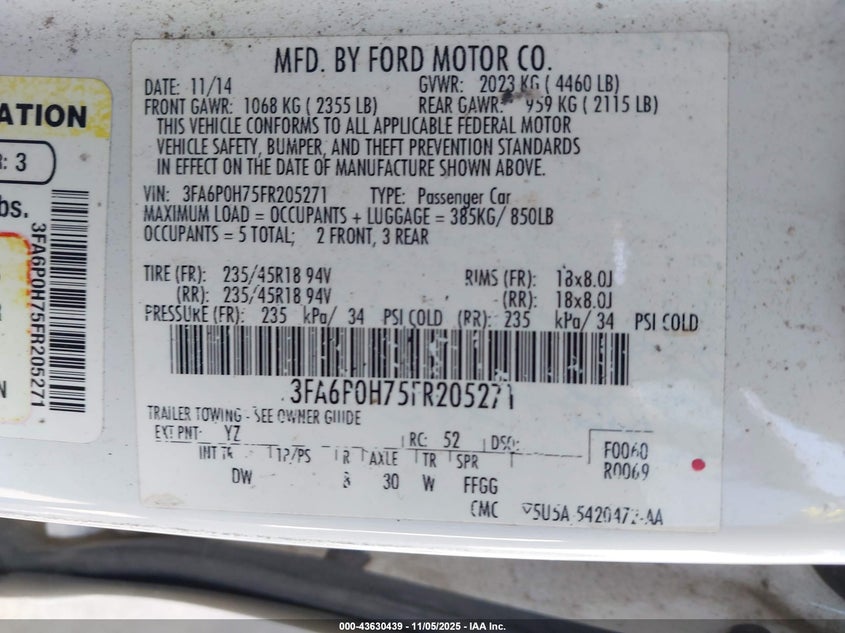 MFD. BY FORD MOTOR CO.
DATE: 11/14 GVWR: 2023 KG ( 4460 LB)
FRONT GAWR: 1068 KG ( 2355 LB) REAR GAWR: 959 KG ( 2115 LB)
THIS VEHICLE CONFORMS TO ALL APPLICABLE FEDERAL MOTOR
VEHICLE SAFETY, BUMPER, AND THEFT PREVENTION STANDARDS
IN EFFECT ON THE DATE OF MANUFACTURE SHOWN ABOVE.
VIN: 3FA6P0H75FR205271 TYPE: Passenger Car
MAXIMUM LOAD = OCCUPANTS + LUGGAGE = 385KG/ 850LB
OCCUPANTS = 5 TOTAL; 2 FRONT, 3 REAR
TIRE (FR): 235/45R18 94V RIMS (FR): 18x8.0J
(RR): 235/45R18 94V (RR): 18x8.0J
PRESSURE (FR): 235 kPa/ 34 PSI COLD (RR): 235 kPa/ 34 PSI COLD
3FA6P0H75FR205271
TRAILER TOWING - SEE OWNER GUIDE
EXT PNT: YZ RC: 52 DSO: F0060
INT TR TP/PS R AXLE TR SPR R0069
DW 8 30 W FFGG
CMC 5U5A
ATION
R: 3
bs.
3FA6P0H75FR205271
N
000-43630439 - 11/05/2025 - IAA Inc.